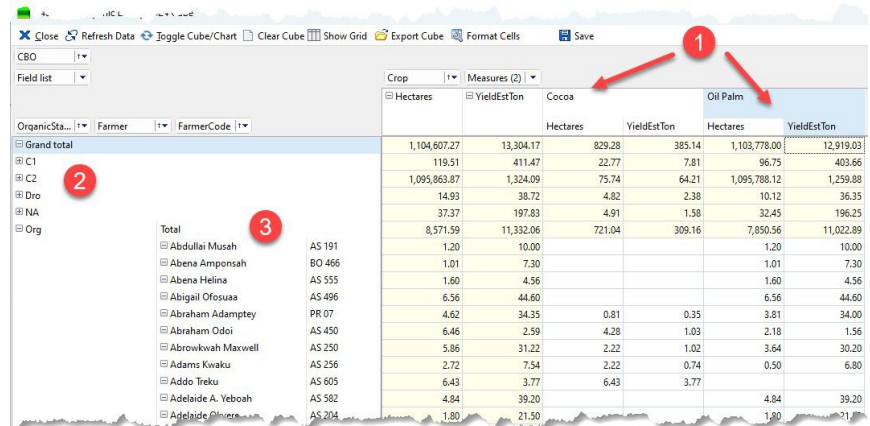 Close Refresh Data Toggle Cube/Chart Clear Cube Show Grid Export Cube Format Cells Save
1
CBO
Field list Crop Measures (2)
Hectares YieldEstTon Cocoa Oil Palm
OrganicSta... Farmer FarmerCode Hectares YieldEstTon Hectares YieldEstTon
Grand total 1,104,607.27 13,304.17 829.28 385.14 1,103,778.00 12,919.03
C1 119.51 411.47 22.77 7.81 96.75 403.66
C2 1,095,863.87 1,324.09 75.74 64.21 1,095,788.12 1,259.88
2
Dro 14.93 38.72 4.82 2.38 10.12 36.35
NA 37.37 197.83 4.91 1.58 32.45 196.25
Org Total 8,571.59 11,332.06 721.04 309.16 7,850.56 11,022.89
3
Abdullai Musah AS 191 1.20 10.00 1.20 10.00
Abena Amponsah BO 466 1.01 7.30 1.01 7.30
Abena Helina AS 555 1.60 4.56 1.60 4.56
Abigail Ofosuaa AS 496 6.56 44.60 6.56 44.60
Abraham Adamptey PR 07 4.62 34.35 0.81 0.35 3.81 34.00
Abraham Odoi AS 450 6.46 2.59 4.28 1.03 2.18 1.56
Abrowkwah Maxwell AS 250 5.86 31.22 2.22 1.02 3.64 30.20
Adams Kwaku AS 256 2.72 7.54 2.22 0.74 0.50 6.80
Addo Treku AS 605 6.43 3.77 6.43 3.77
Adelaide A. Yeboah AS 582 4.84 39.20 4.84 39.20
Adelaide AS 204 1.80 21.50 1.80